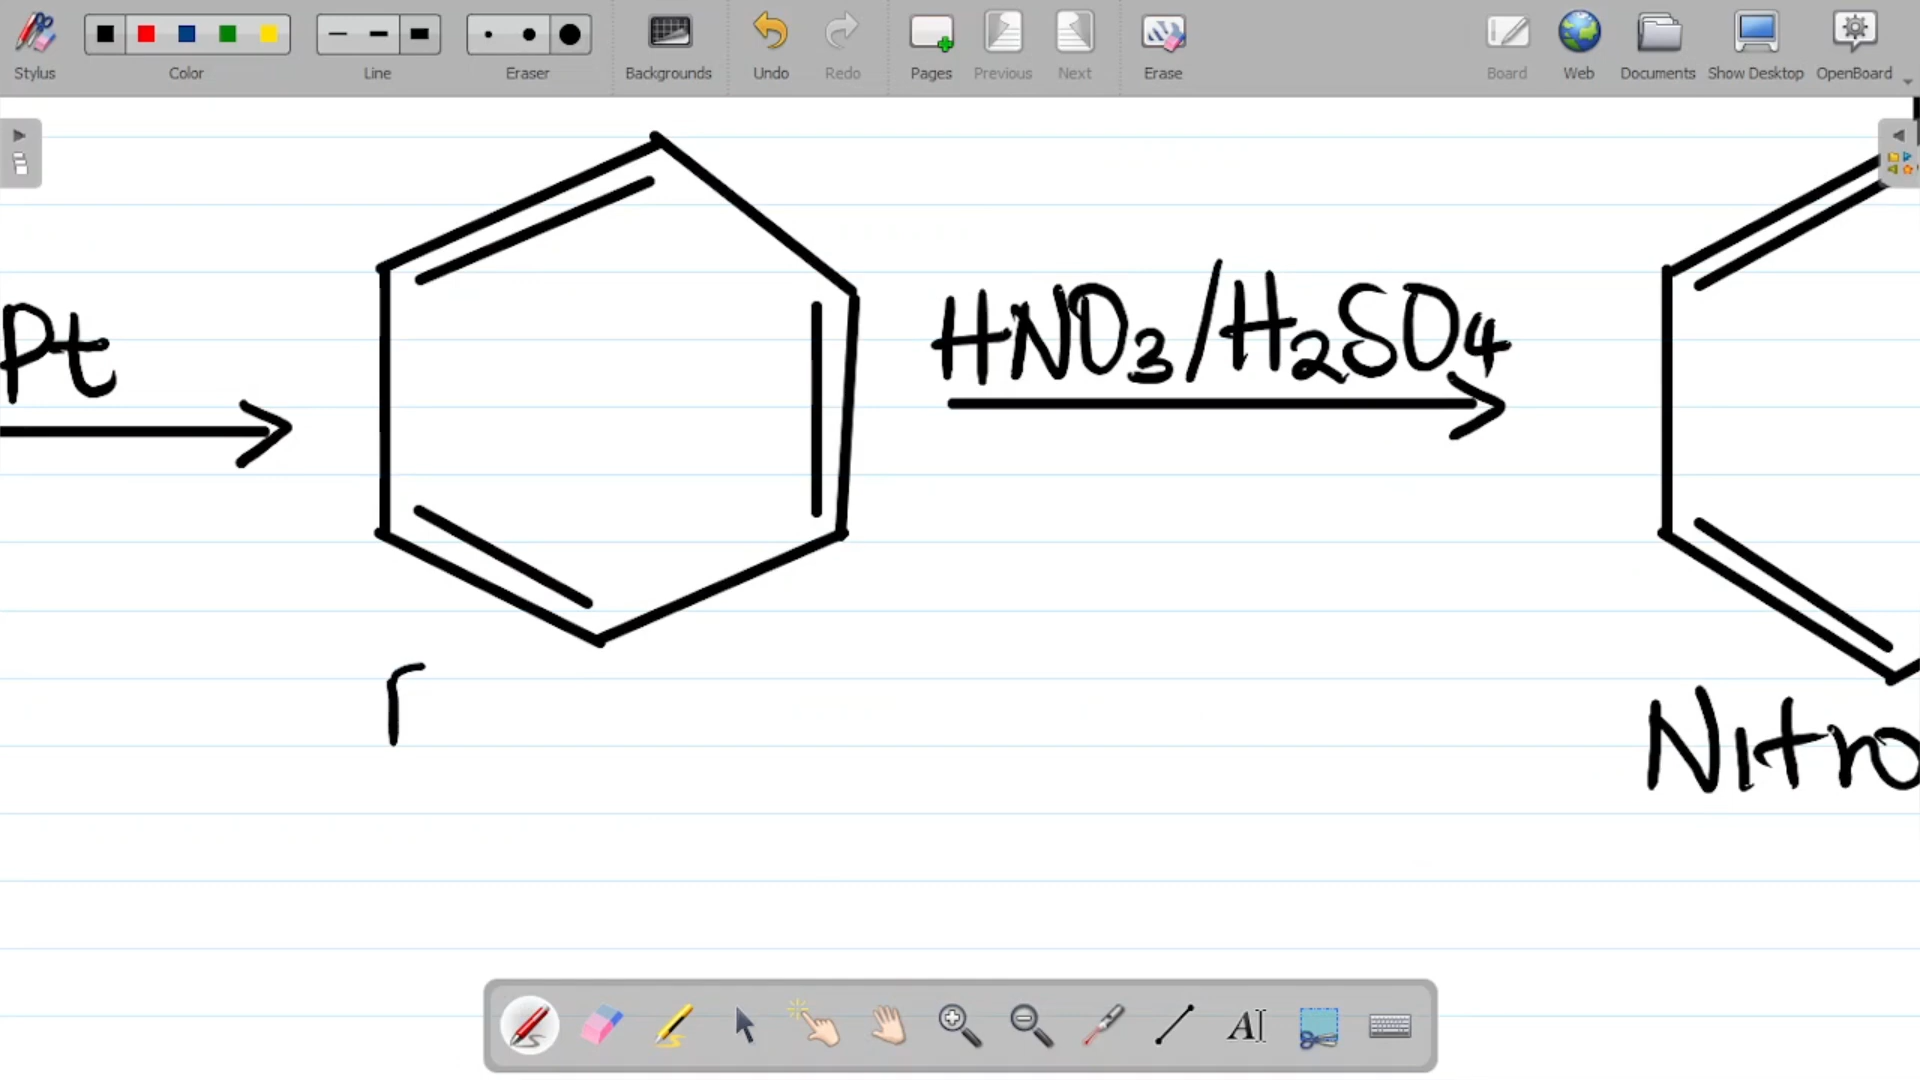 Stylus Color Line Eraser Backgrounds Undo Redo Pages Previous Next Erase Board Web Documents Show Desktop OpenBoard
Pt
HNO3/H2SO4
Nitro